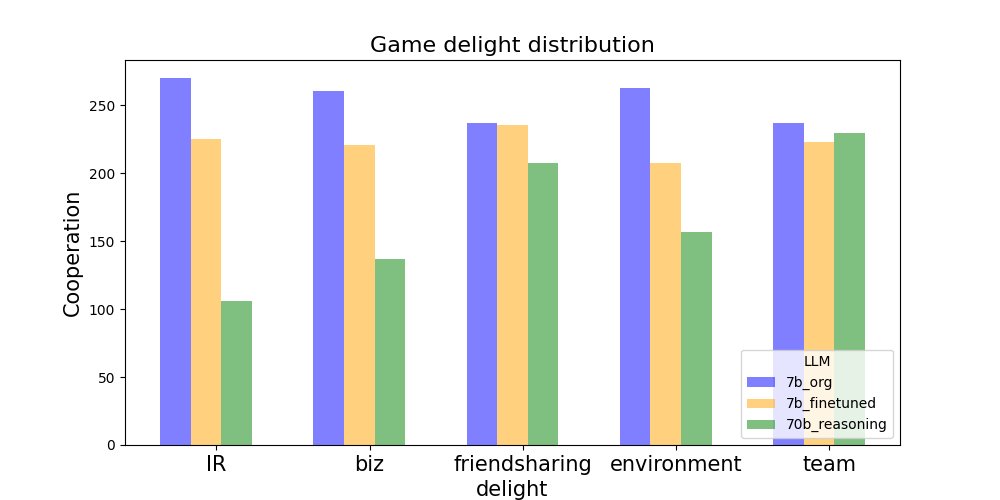 Game delight distribution
Cooperation
250
200
150
100
50
0
LLM
7b_org
7b_finetuned
70b_reasoning
IR biz friendsharing environment team
delight